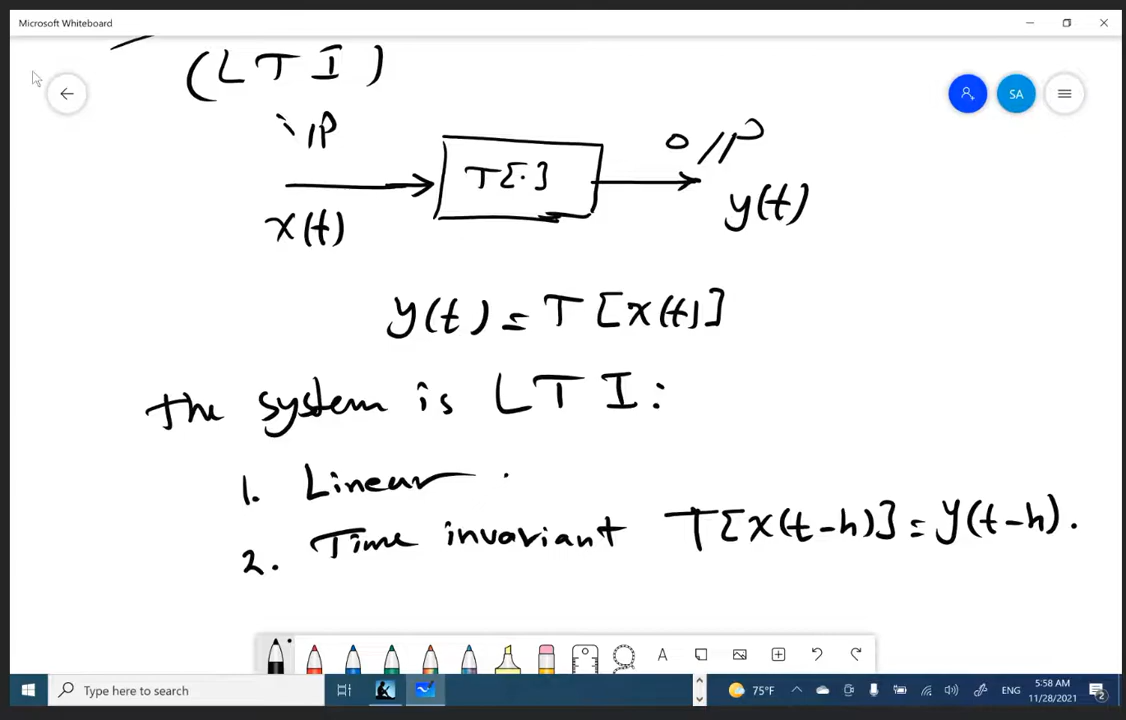 Microsoft Whiteboard
(LTI)
i/P
O/P
T[·]
x(t)
y(t)
SA
y(t) = T[x(t)]
the system is LTI:
1. Linear
2. Time invariant T[x(t-h)] = y(t-h).
A
Type here to search
75°F
ENG
5:58 AM
11/28/2021
2